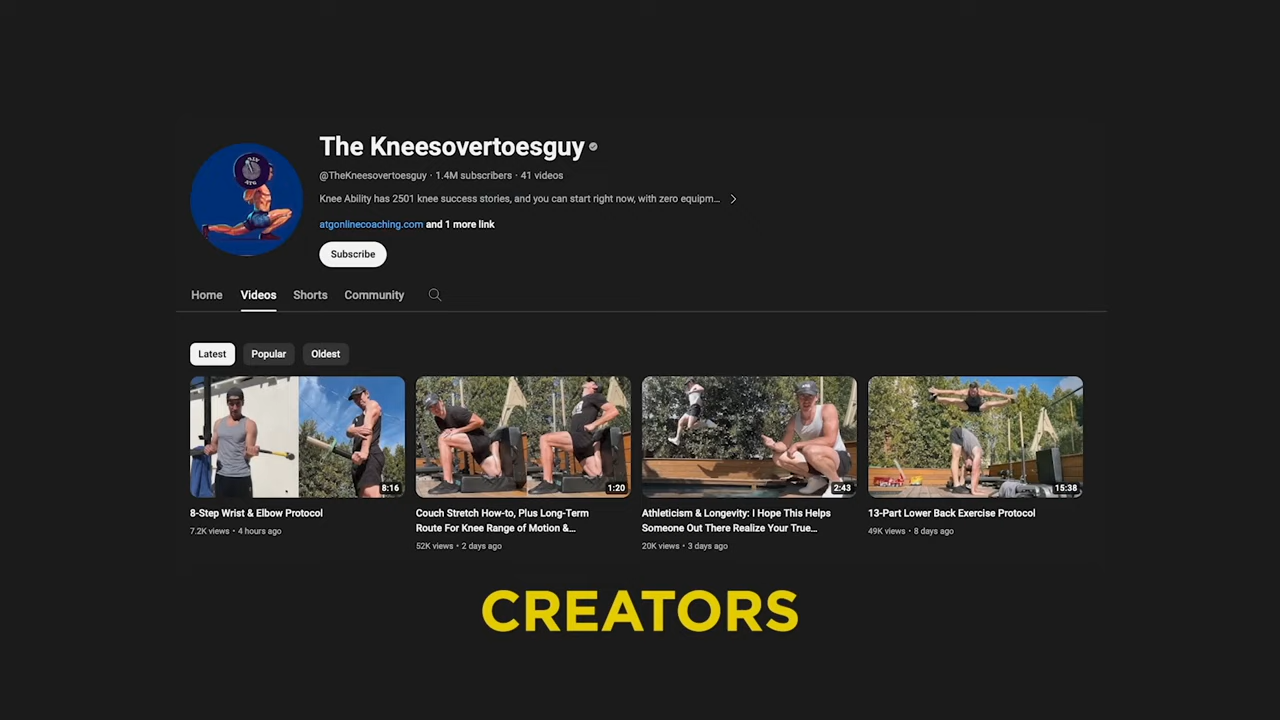 The Kneesovertoesguy
@TheKneesovertoesguy · 1.4M subscribers · 41 videos
Knee Ability has 2501 knee success stories, and you can start right now, with zero equipm...
atgonlinecoaching.com and 1 more link
Subscribe
Home Videos Shorts Community
Latest Popular Oldest
8:16 1:20 2:43 15:38
8-Step Wrist & Elbow Protocol
7.2K views • 4 hours ago
Couch Stretch How-to, Plus Long-Term
Route For Knee Range of Motion &...
52K views • 2 days ago
Athleticism & Longevity: I Hope This Helps
Someone Out There Realize Your True...
20K views • 3 days ago
13-Part Lower Back Exercise Protocol
49K views • 8 days ago
CREATORS